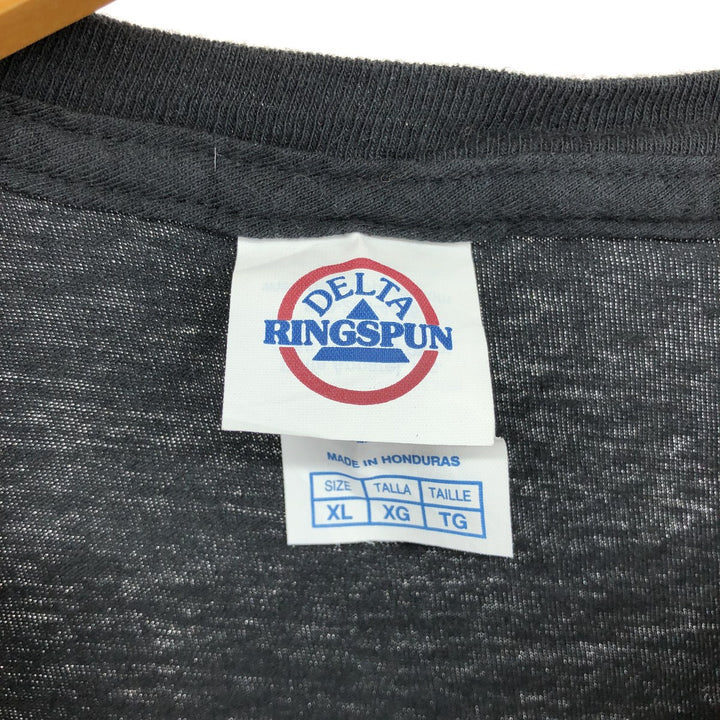 DELTA
RINGSPUN
MADE IN HONDURAS
SIZE TALLA TAILLE
XL XG TG